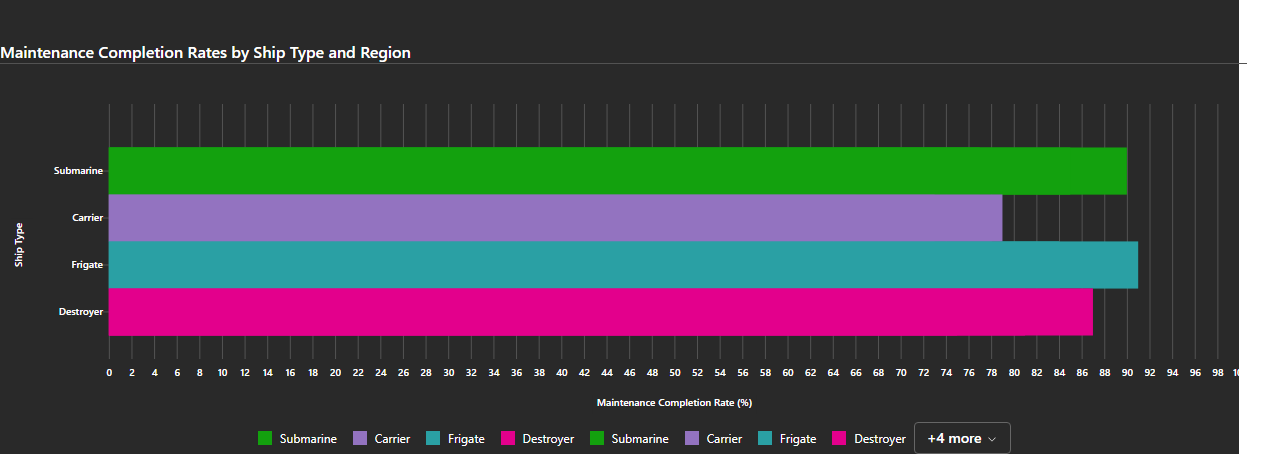 Maintenance Completion Rates by Ship Type and Region
Ship Type
Submarine
Carrier
Frigate
Destroyer
0 2 4 6 8 10 12 14 16 18 20 22 24 26 28 30 32 34 36 38 40 42 44 46 48 50 52 54 56 58 60 62 64 66 68 70 72 74 76 78 80 82 84 86 88 90 92 94 96 98
Maintenance Completion Rate (%)
Submarine Carrier Frigate Destroyer Submarine Carrier Frigate Destroyer +4 more